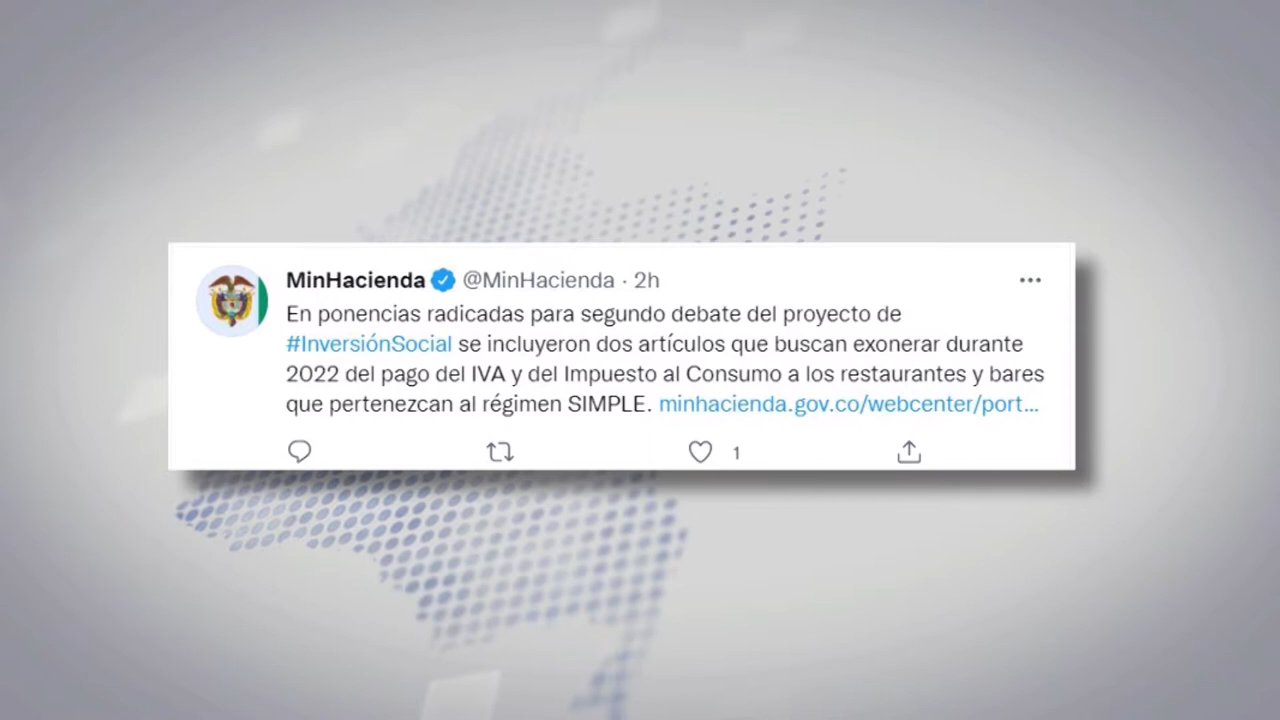 MinHacienda @MinHacienda · 2h
En ponencias radicadas para segundo debate del proyecto de
#InversiónSocial se incluyeron dos artículos que buscan exonerar durante
2022 del pago del IVA y del Impuesto al Consumo a los restaurantes y bares
que pertenezcan al régimen SIMPLE. minhacienda.gov.co/webcenter/port...
1